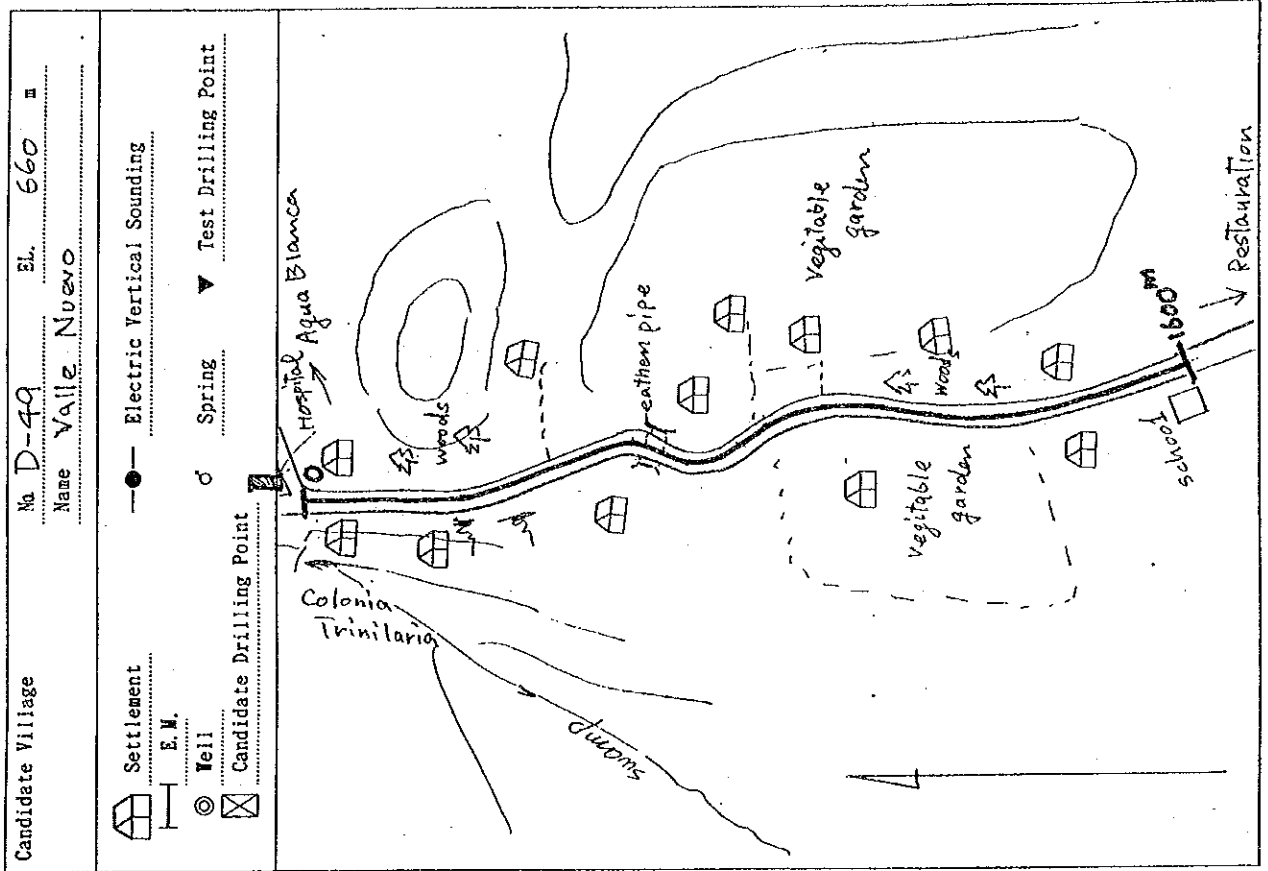 Candidate Village
No D-49 EL. 660 m
Name Valle Nuevo
Settlement
E.M.
Well
Candidate Drilling Point
Electric Vertical Sounding
Spring
Test Drilling Point
Hospital
Agua Blanca
O
Colonia
Trinilaria
woods
swamp
eathen pipe
Vegitable
garden
woods
vegitable
garden
1600m
school
Restauration